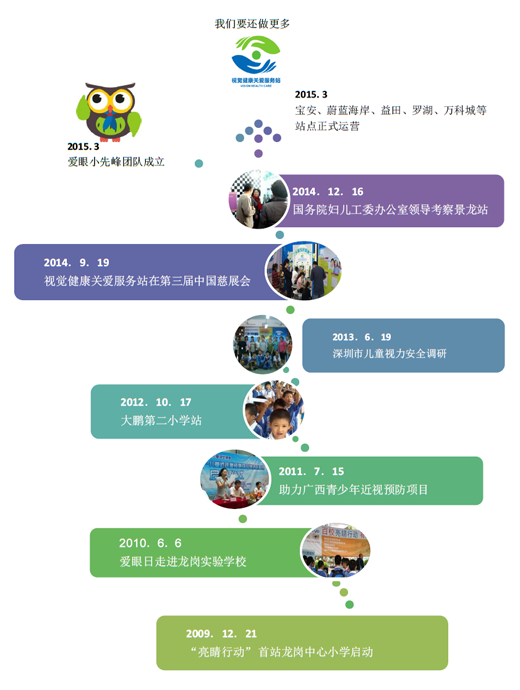 我们要还做更多
视觉健康关爱服务站
2015. 3
宝安、蔚蓝海岸、益田、罗湖、万科城等
站点正式运营
2015. 3
爱眼小先峰团队成立
2014. 12. 16
国务院妇儿工委办公室领导考察景龙站
2014. 9. 19
视觉健康关爱服务站在第三届中国慈展会
2013. 6. 19
深圳市儿童视力安全调研
2012. 10. 17
大鹏第二小学站
2011. 7. 15
助力广西青少年近视预防项目
2010. 6. 6
爱眼日走进龙岗实验学校
2009. 12. 21
“亮睛行动”首站龙岗中心小学启动